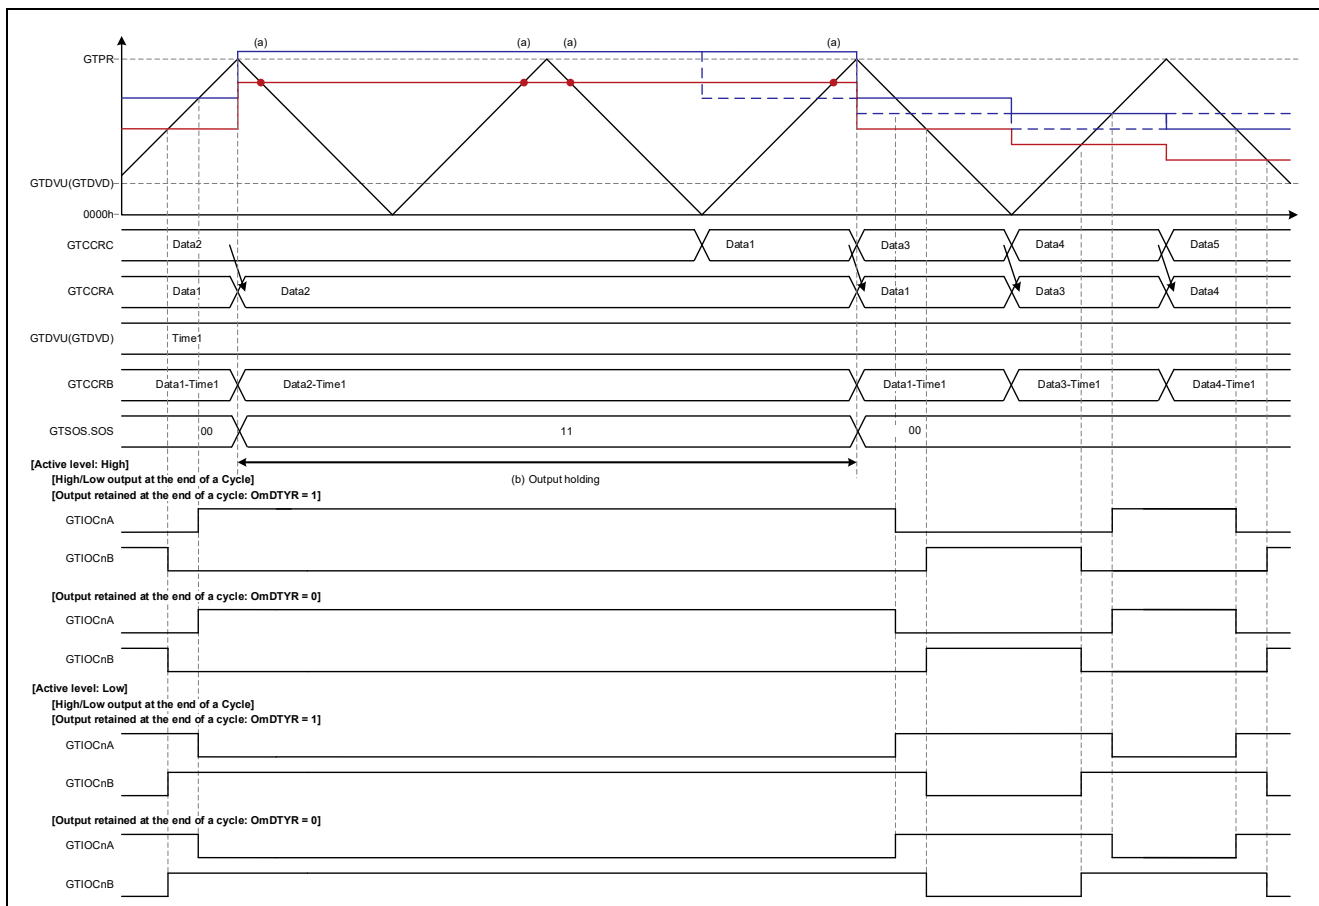 (a) (a) (a) (a)
GTPR
GTDVU(GTDVD)
0000h
GTCCRC Data2 Data1 Data3 Data4 Data5
GTCCRA Data1 Data2 Data1 Data3 Data4
GTDVU(GTDVD) Time1
GTCCRB Data1-Time1 Data2-Time1 Data1-Time1 Data3-Time1 Data4-Time1
GTSOS.SOS 00 11 00
[Active level: High]
[High/Low output at the end of a Cycle] (b) Output holding
[Output retained at the end of a cycle: OmDTYR = 1]
GTIOCnA
GTIOCnB
[Output retained at the end of a cycle: OmDTYR = 0]
GTIOCnA
GTIOCnB
[Active level: Low]
[High/Low output at the end of a Cycle]
[Output retained at the end of a cycle: OmDTYR = 1]
GTIOCnA
GTIOCnB
[Output retained at the end of a cycle: OmDTYR = 0]
GTIOCnA
GTIOCnB